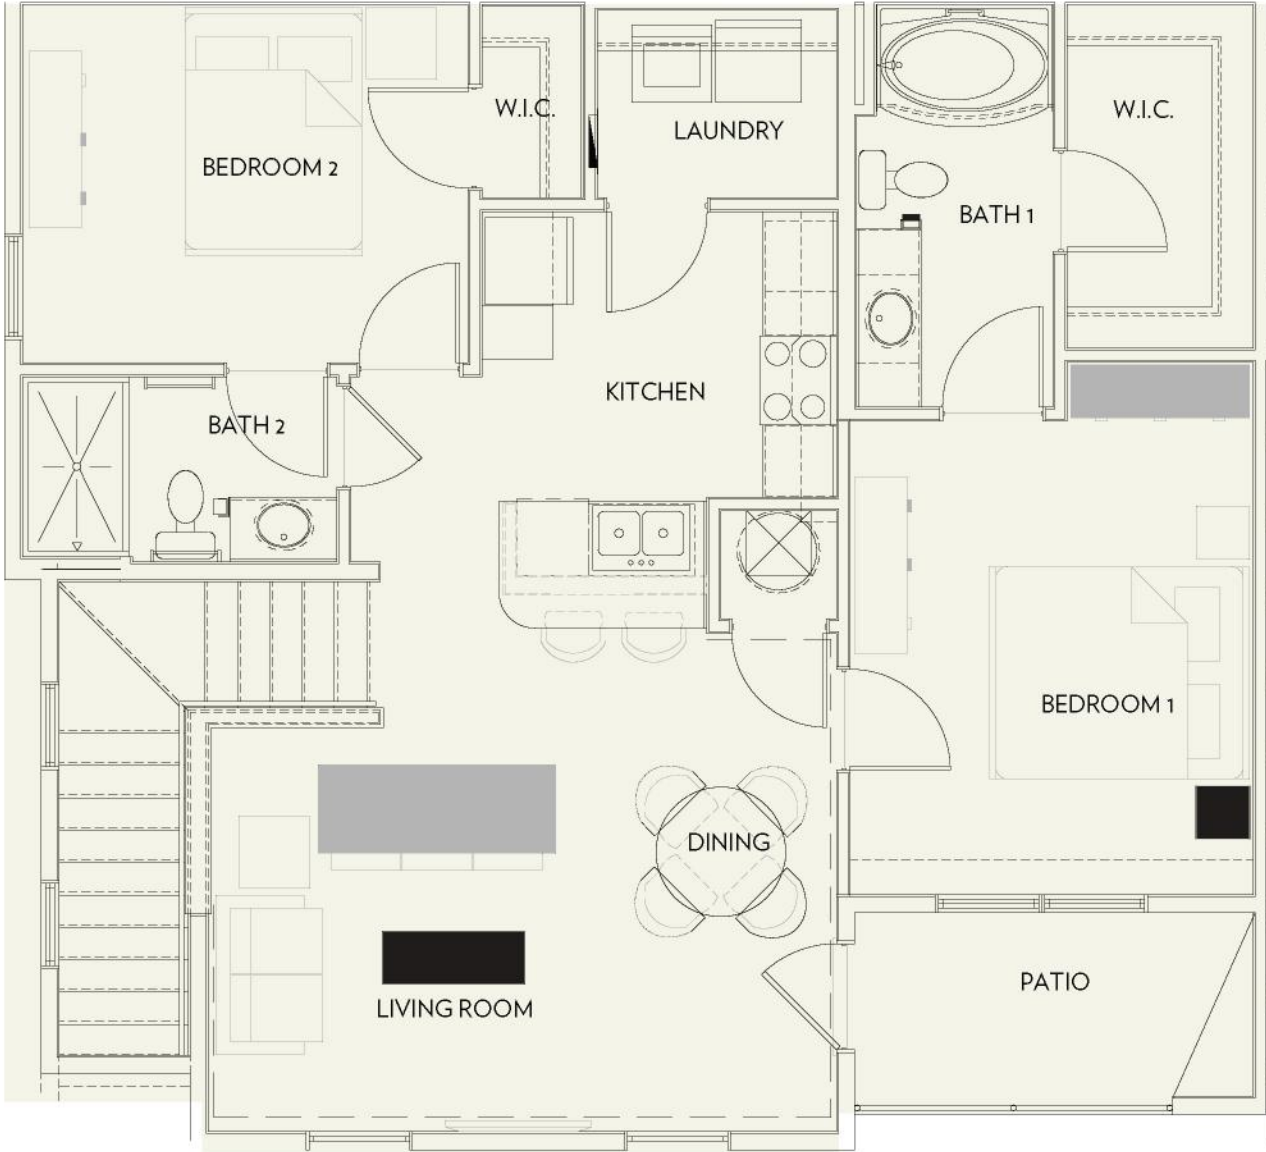 W.I.C.
W.I.C.
LAUNDRY
BEDROOM 2
BATH 1
KITCHEN
BATH 2
BEDROOM 1
DINING
PATIO
LIVING ROOM